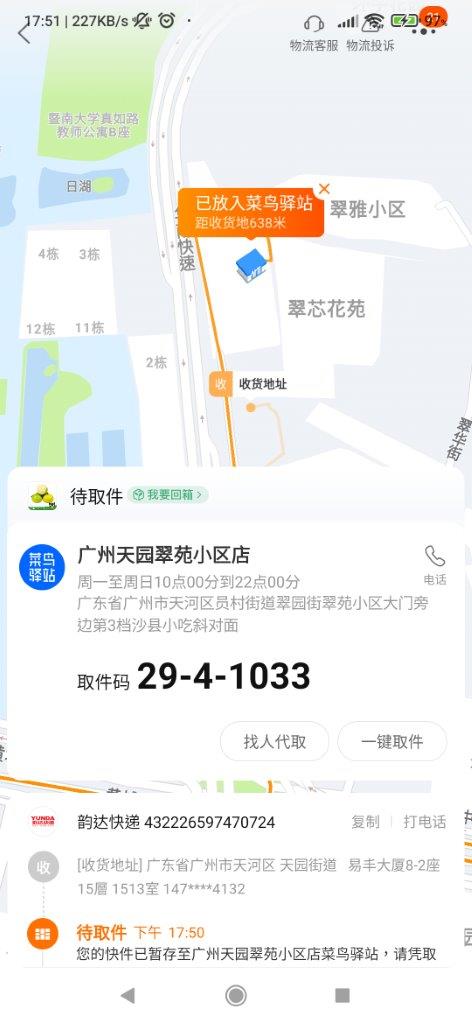 17:51 | 227KB/s
97%
21
物流客服 物流投诉
暨南大学真如路
教师公寓B座
日湖
已放入菜鸟驿站
距收货地638米
翠雅小区
快速
4栋 3栋
翠芯花苑
12栋 11栋
2栋
收 收货地址
翠华街
待取件 我要回箱 >
菜鸟
驿站
广州天园翠苑小区店
周一至周日10点00分到22点00分
电话
广东省广州市天河区员村街道翠园街翠苑小区大门旁
边第3档沙县小吃斜对面
取件码 29-4-1033
找人代取 一键取件
YUNDA
韵达快递 432226597470724 复制 | 打电话
收
[收货地址] 广东省广州市天河区 天园街道 易丰大厦8-2座
15層 1513室 147****4132
待取件 下午 17:50
您的快件已暂存至广州天园翠苑小区店菜鸟驿站，请凭取